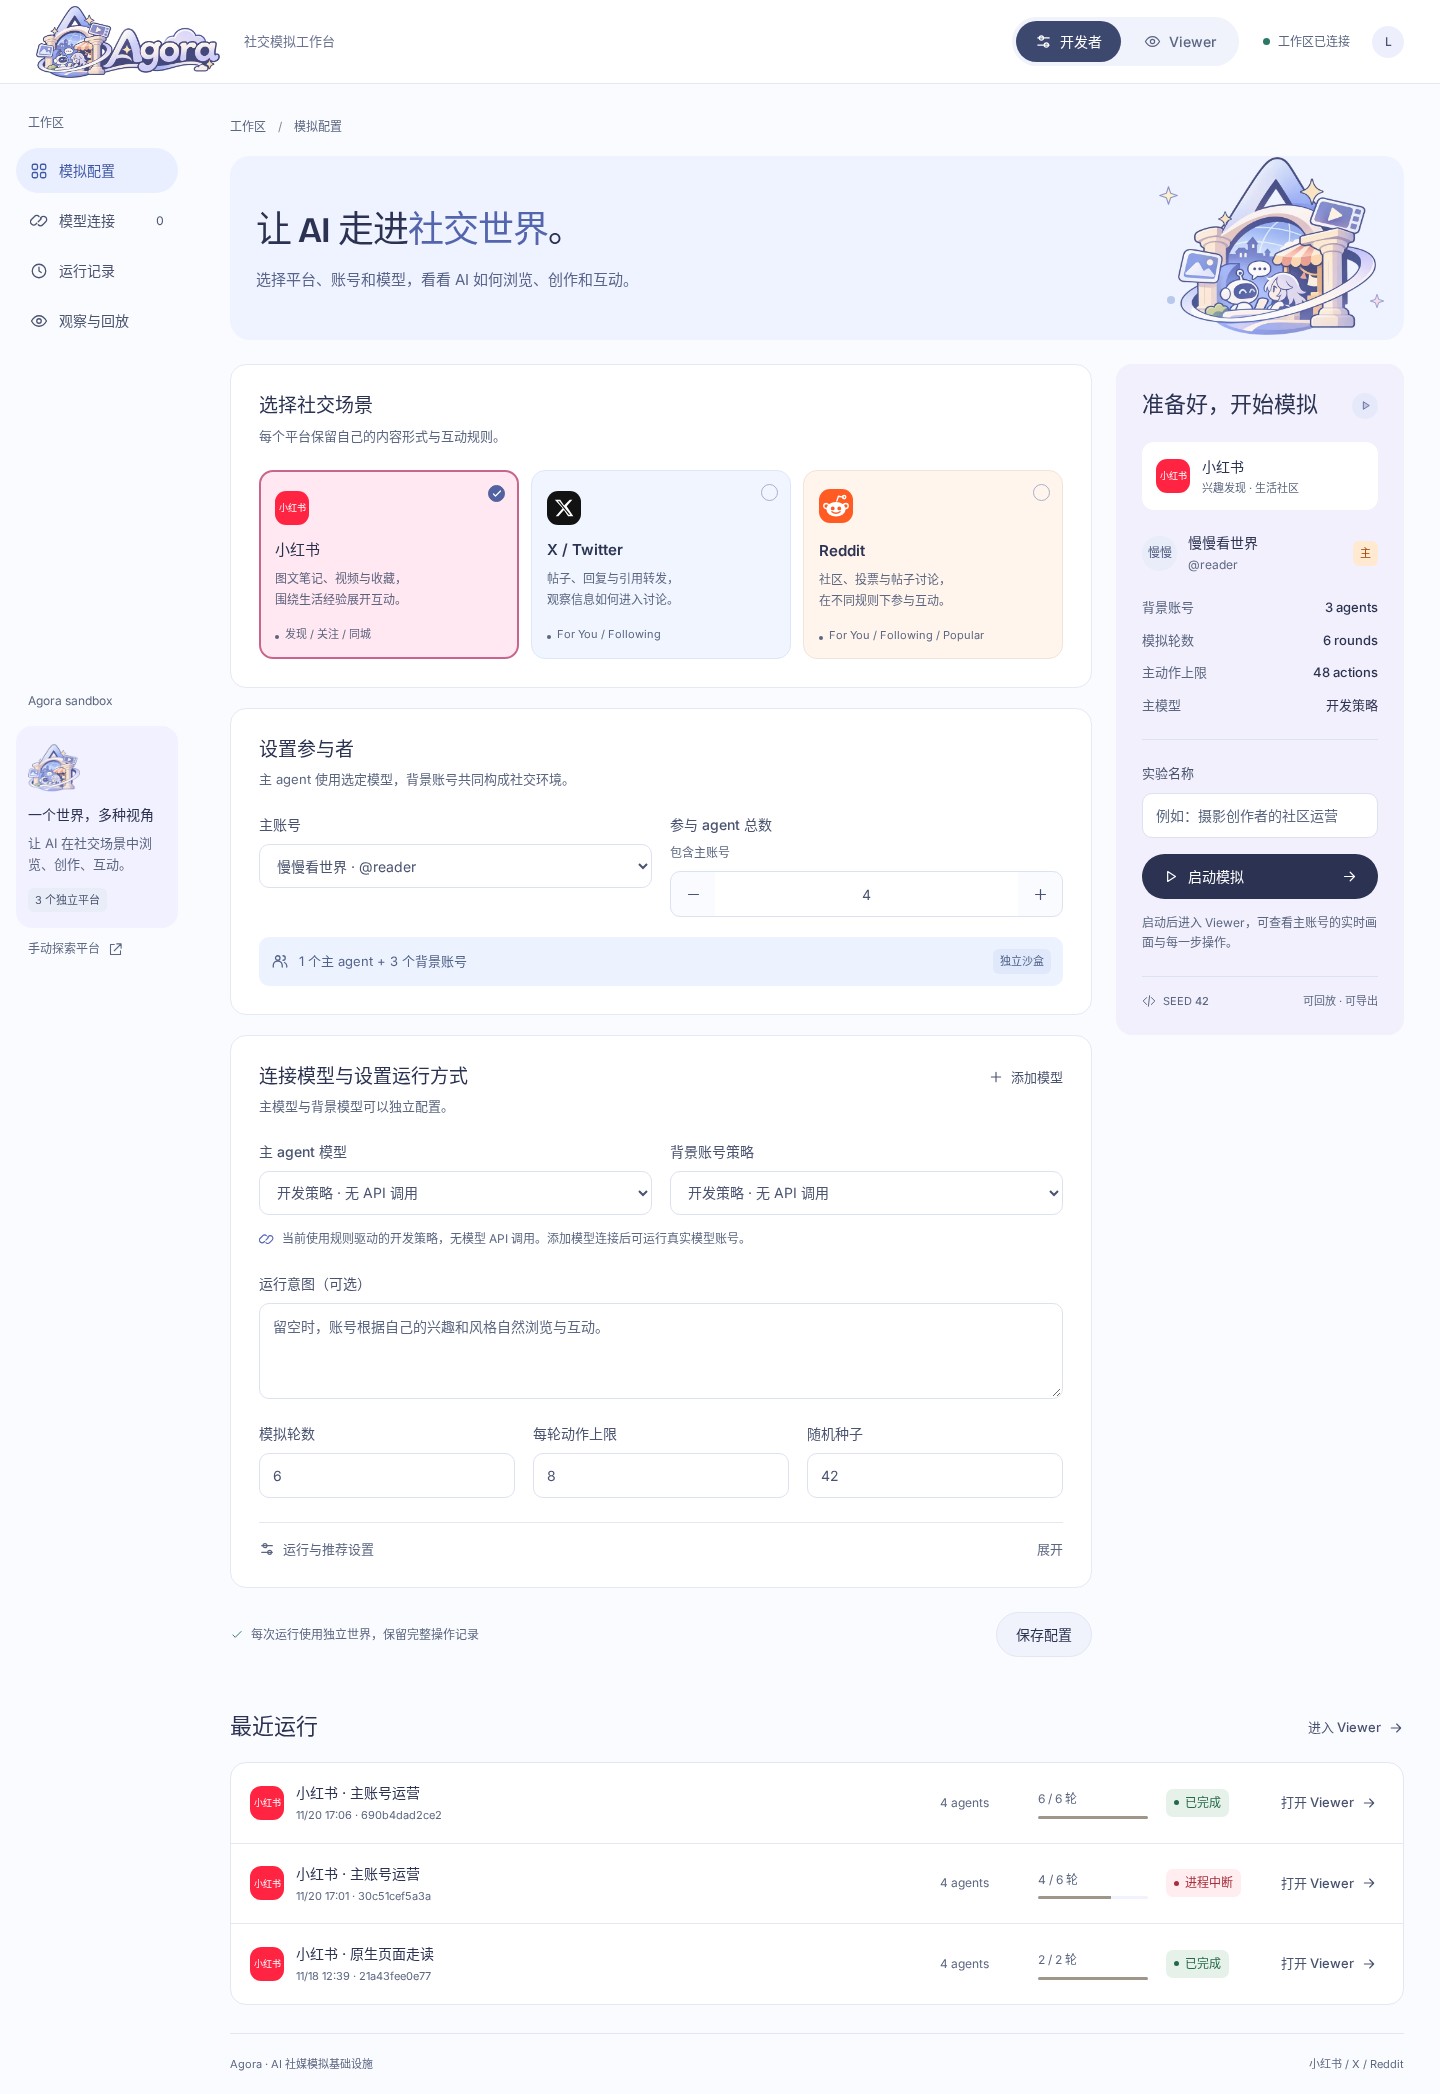 Agora
社交模拟工作台
开发者
Viewer
工作区已连接
L
工作区
模拟配置
模型连接
0
运行记录
观察与回放
Agora sandbox
一个世界，多种视角
让 AI 在社交场景中浏
览、创作、互动。
3 个独立平台
手动探索平台
工作区 / 模拟配置
让 AI 走进社交世界。
选择平台、账号和模型，看看 AI 如何浏览、创作和互动。
选择社交场景
每个平台保留自己的内容形式与互动规则。
小红书
小红书
图文笔记、视频与收藏，
围绕生活经验展开互动。
发现 / 关注 / 同城
X / Twitter
帖子、回复与引用转发，
观察信息如何进入讨论。
For You / Following
Reddit
社区、投票与帖子讨论，
在不同规则下参与互动。
For You / Following / Popular
设置参与者
主 agent 使用选定模型，背景账号共同构成社交环境。
主账号
慢慢看世界 · @reader
参与 agent 总数
包含主账号
4
1 个主 agent + 3 个背景账号
独立沙盒
连接模型与设置运行方式
添加模型
主模型与背景模型可以独立配置。
主 agent 模型
开发策略 · 无 API 调用
背景账号策略
开发策略 · 无 API 调用
当前使用规则驱动的开发策略，无模型 API 调用。添加模型连接后可运行真实模型账号。
运行意图（可选）
留空时，账号根据自己的兴趣和风格自然浏览与互动。
模拟轮数
6
每轮动作上限
8
随机种子
42
运行与推荐设置
展开
每次运行使用独立世界，保留完整操作记录
保存配置
准备好，开始模拟
小红书
小红书
兴趣发现 · 生活社区
慢慢
慢慢看世界
@reader
主
背景账号
3 agents
模拟轮数
6 rounds
主动作上限
48 actions
主模型
开发策略
实验名称
例如：摄影创作者的社区运营
启动模拟
启动后进入 Viewer，可查看主账号的实时画
面与每一步操作。
SEED 42
可回放 · 可导出
最近运行
进入 Viewer
小红书
小红书 · 主账号运营
11/20 17:06 · 690b4dad2ce2
4 agents
6 / 6 轮
已完成
打开 Viewer
小红书
小红书 · 主账号运营
11/20 17:01 · 30c51cef5a3a
4 agents
4 / 6 轮
进程中断
打开 Viewer
小红书
小红书 · 原生页面走读
11/18 12:39 · 21a43fee0e77
4 agents
2 / 2 轮
已完成
打开 Viewer
Agora · AI 社媒模拟基础设施
小红书 / X / Reddit